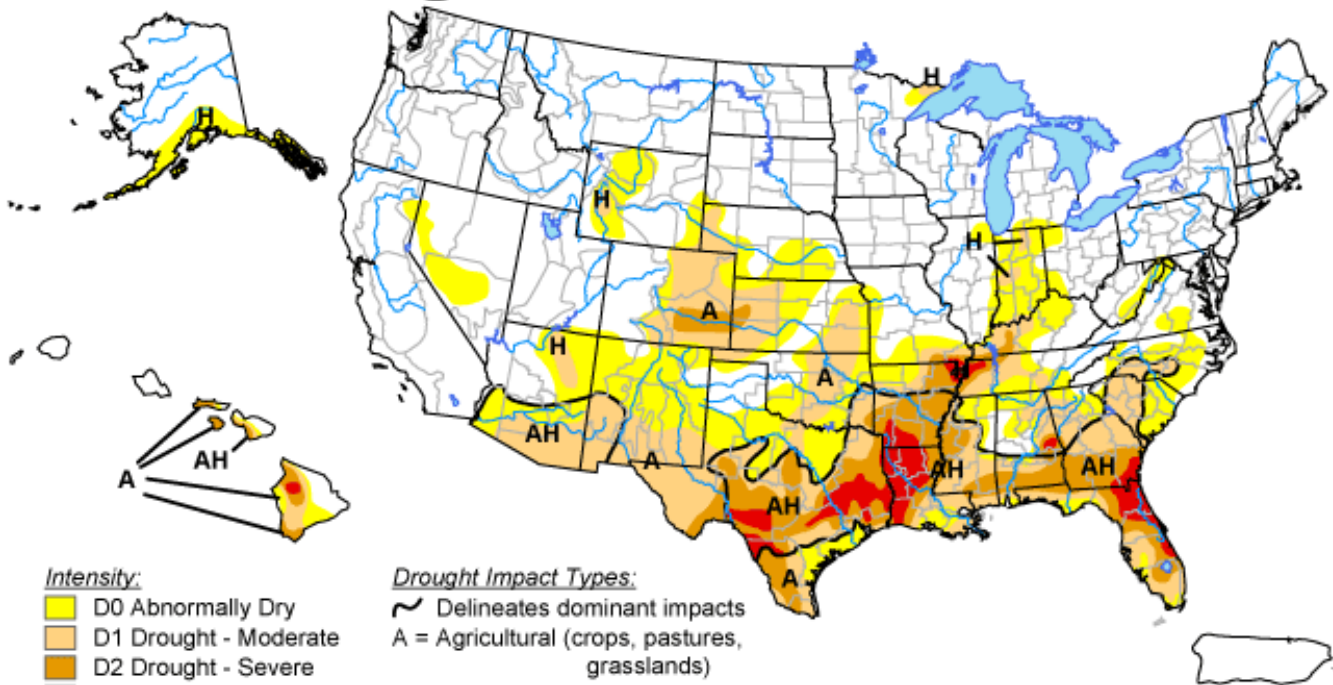 H
H
H
H
A
H
H
A
AH
A
AH
A
AH
AH
AH
A
Intensity:
D0 Abnormally Dry
D1 Drought - Moderate
D2 Drought - Severe
Drought Impact Types:
Delineates dominant impacts
A = Agricultural (crops, pastures,
grasslands)